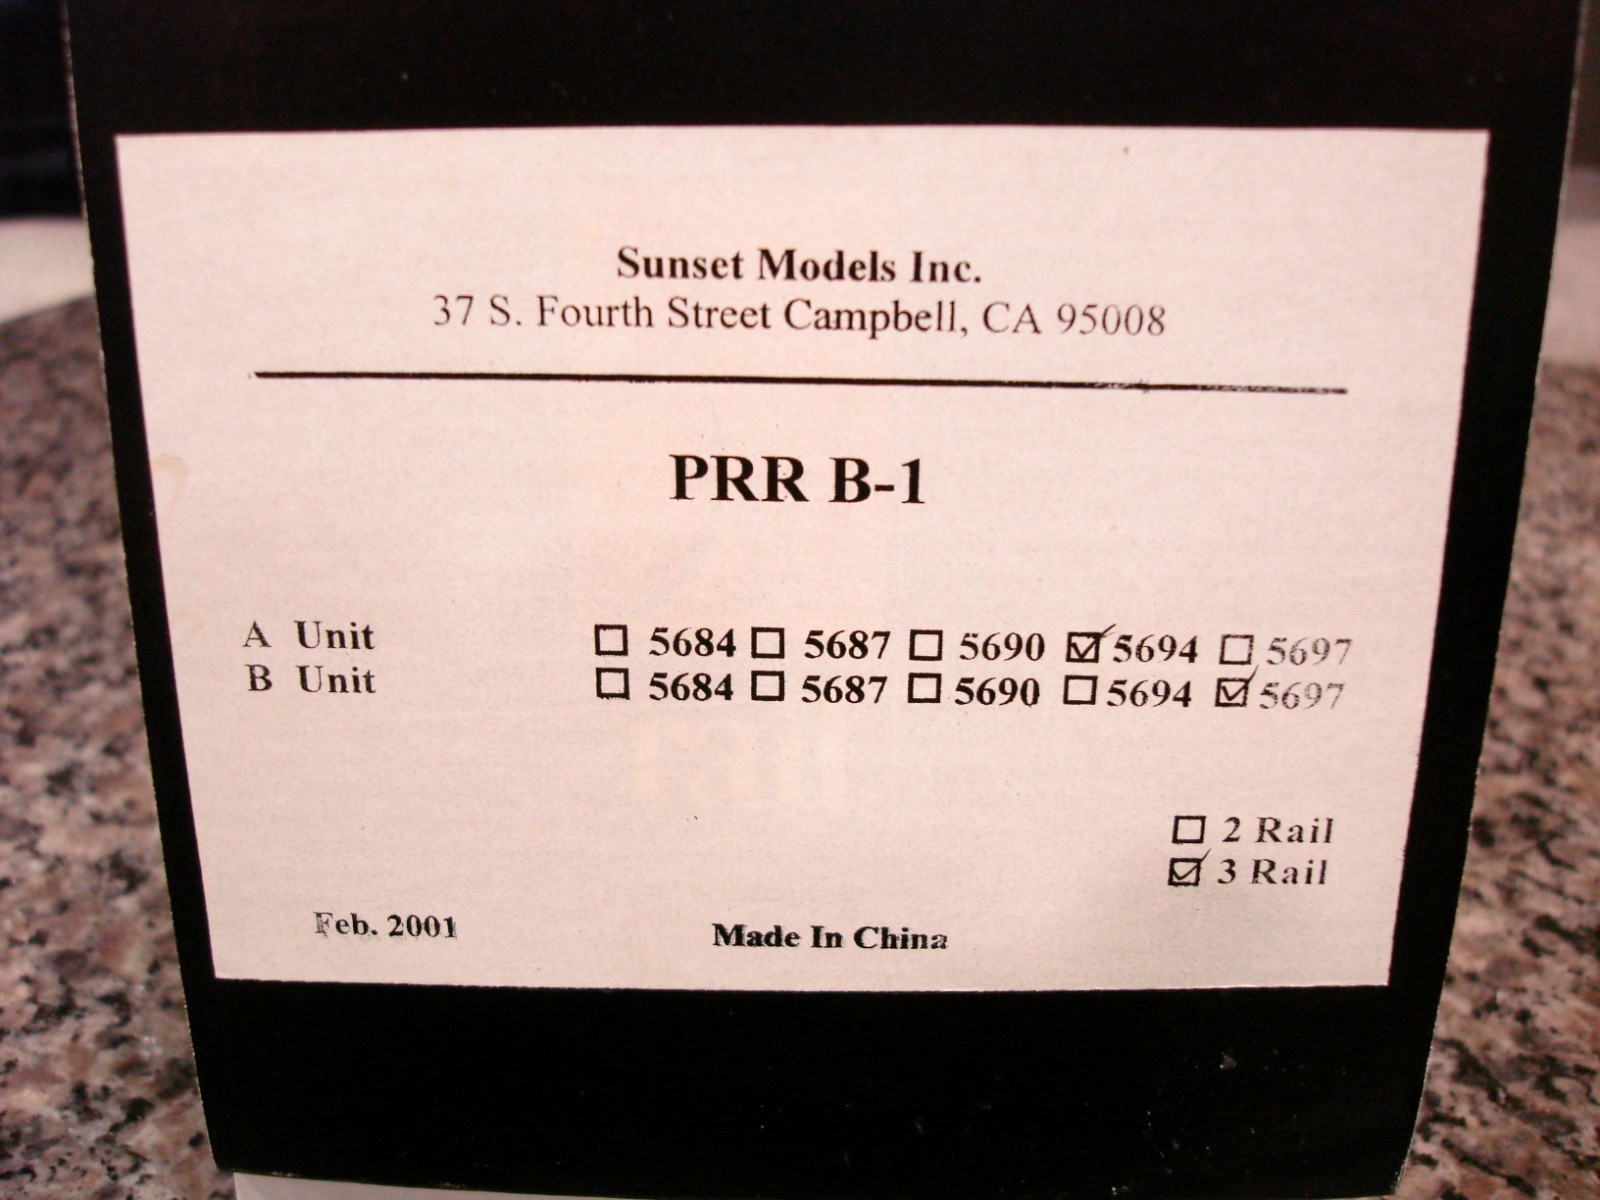 Sunset Models Inc.
37 S. Fourth Street Campbell, CA 95008
PRR B-1
A Unit ☐ 5684 ☐ 5687 ☐ 5690 ☑ 5694 ☐ 5697
B Unit ☐ 5684 ☐ 5687 ☐ 5690 ☐ 5694 ☑ 5697
☐ 2 Rail
☑ 3 Rail
Feb. 2001 Made In China